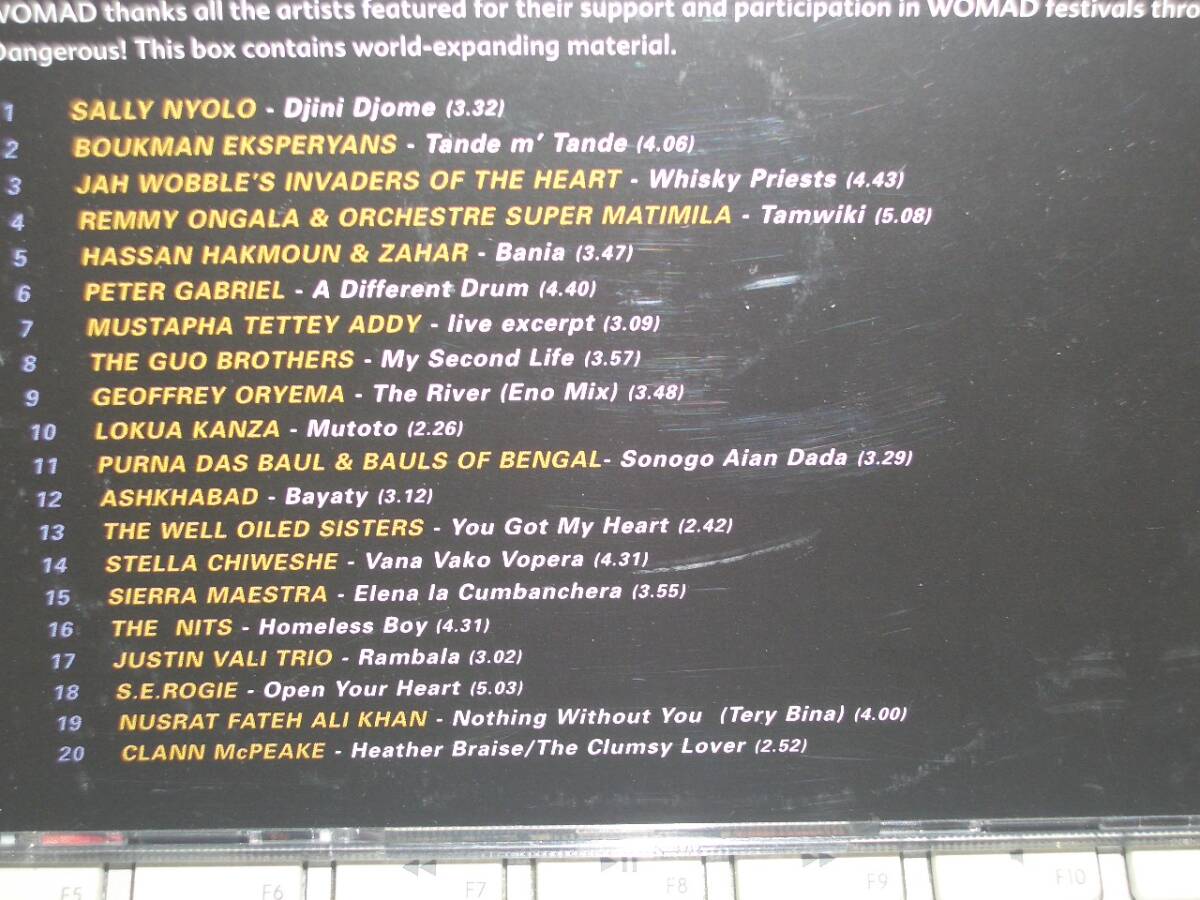 WOMAD thanks all the artists featured for their support and participation in WOMAD festivals
Dangerous! This box contains world-expanding material.
1 SALLY NYOLO - Djini Djome (3.32)
2 BOUKMAN EKSPERYANS - Tande m' Tande (4.06)
3 JAH WOBBLE'S INVADERS OF THE HEART - Whisky Priests (4.43)
4 REMMY ONGALA & ORCHESTRE SUPER MATIMILA - Tamwiki (5.08)
5 HASSAN HAKMOUN & ZAHAR - Bania (3.47)
6 PETER GABRIEL - A Different Drum (4.40)
7 MUSTAPHA TETTEY ADDY - live excerpt (3.09)
8 THE GUO BROTHERS - My Second Life (3.57)
9 GEOFFREY ORYEMA - The River (Eno Mix) (3.48)
10 LOKUA KANZA - Mutoto (2.26)
11 PURNA DAS BAUL & BAULS OF BENGAL- Sonogo Aian Dada (3.29)
12 ASHKHABAD - Bayaty (3.12)
13 THE WELL OILED SISTERS - You Got My Heart (2.42)
14 STELLA CHIWESHE - Vana Vako Vopera (4.31)
15 SIERRA MAESTRA - Elena la Cumbanchera (3.55)
16 THE NITS - Homeless Boy (4.31)
17 JUSTIN VALI TRIO - Rambala (3.02)
18 S.E.ROGIE - Open Your Heart (5.03)
19 NUSRAT FATEH ALI KHAN - Nothing Without You (Tery Bina) (4.00)
20 CLANN McPEAKE - Heather Braise/The Clumsy Lover (2.52)
F5 F6 F7 F8 F9 F10